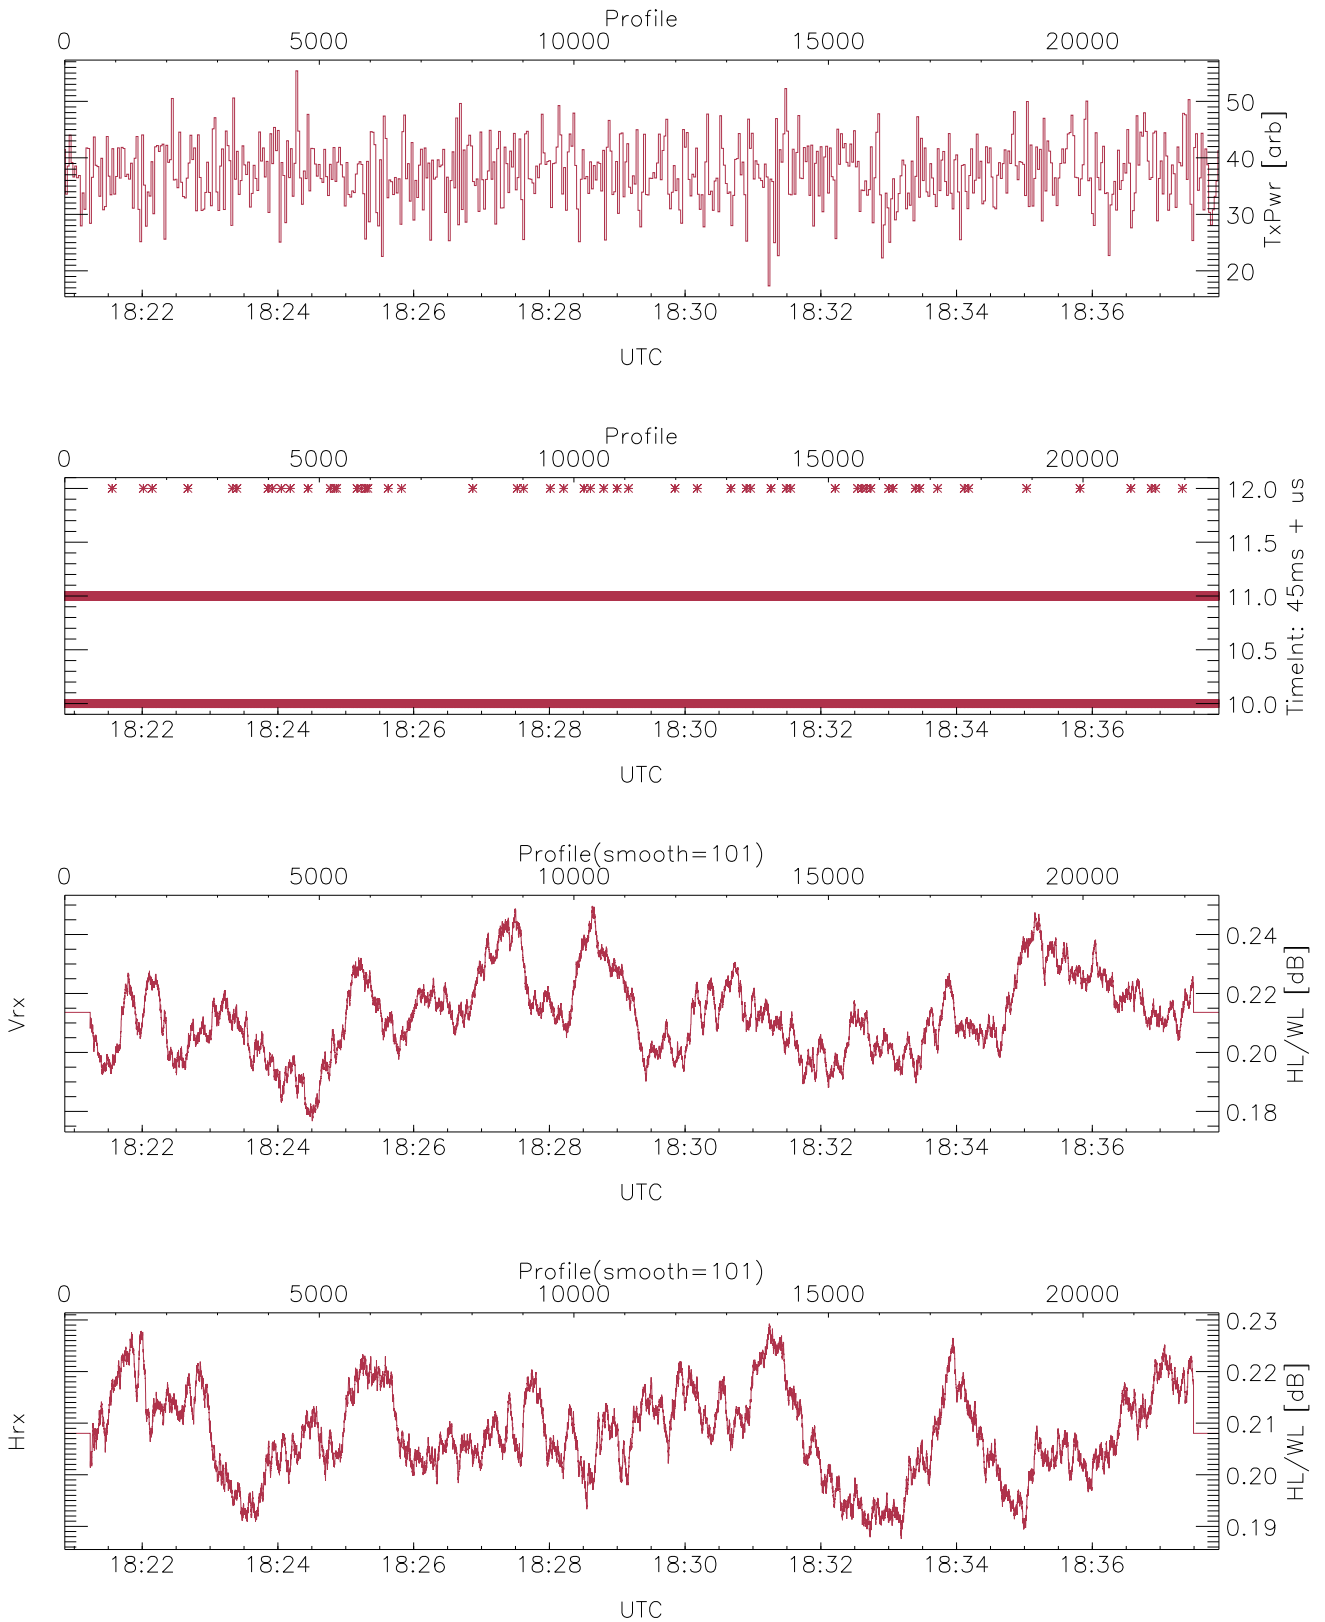 Profile
0 5000 10000 15000 20000
50
40
30
20
TxPwr [arb]
18:22 18:24 18:26 18:28 18:30 18:32 18:34 18:36
UTC
Profile
0 5000 10000 15000 20000
12.0
11.5
11.0
10.5
10.0
TimeInt: 45ms + us
18:22 18:24 18:26 18:28 18:30 18:32 18:34 18:36
UTC
Profile(smooth=101)
0 5000 10000 15000 20000
Vrx
0.24
0.22
0.20
0.18
HL/WL [dB]
18:22 18:24 18:26 18:28 18:30 18:32 18:34 18:36
UTC
Profile(smooth=101)
0 5000 10000 15000 20000
Hrx
0.23
0.22
0.21
0.20
0.19
HL/WL [dB]
18:22 18:24 18:26 18:28 18:30 18:32 18:34 18:36
UTC